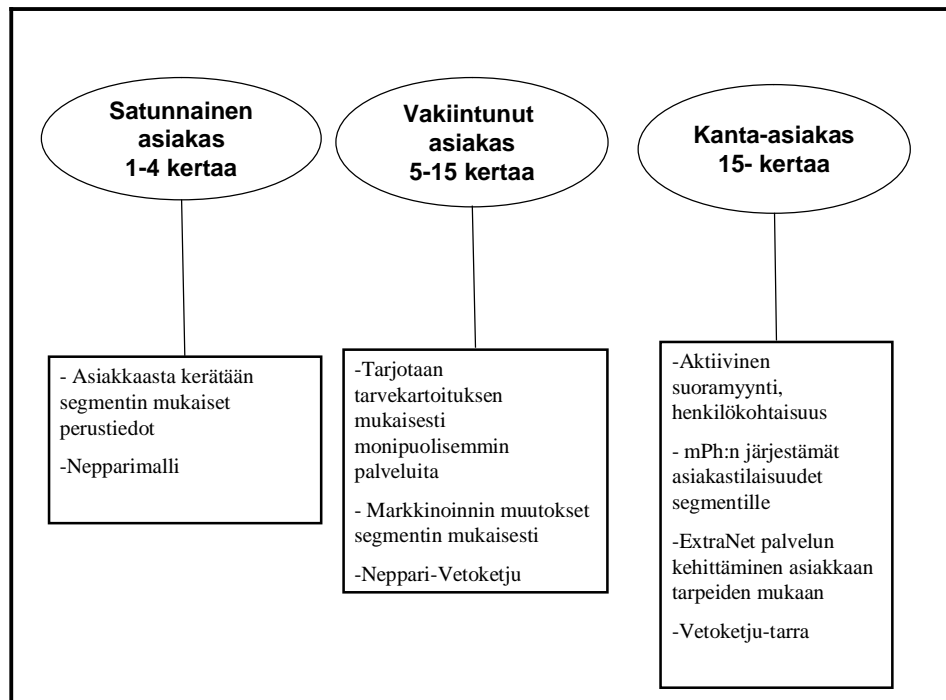 Satunnainen
asiakas
1-4 kertaa
Vakiintunut
asiakas
5-15 kertaa
Kanta-asiakas
15- kertaa
- Asiakkaasta kerätään
segmentin mukaiset
perustiedot
-Nepparimalli
-Tarjotaan
tarvekartoituksen
mukaisesti
monipuolisemmin
palveluita
- Markkinoinnin muutokset
segmentin mukaisesti
-Neppari-Vetoketju
-Aktiivinen
suoramyynti,
henkilökohtaisuus
- mPh:n järjestämät
asiakastilaisuudet
segmentille
-ExtraNet palvelun
kehittäminen asiakkaan
tarpeiden mukaan
-Vetoketju-tarra